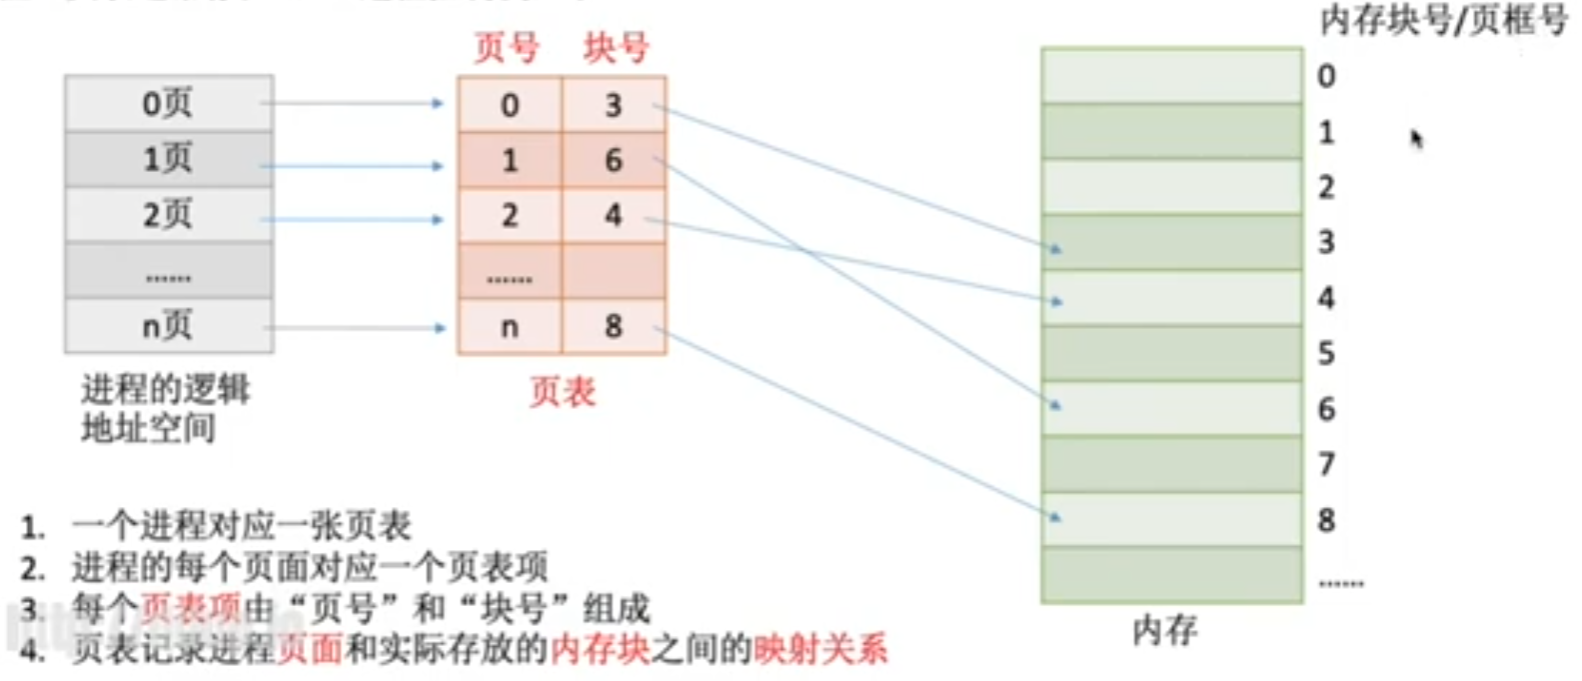 内存块号/页框号
页号 块号
0页 0 3 0
1页 1 6 1
2页 2 4 2
...... ...... 3
n页 n 8 4
5
6
7
8
......
进程的逻辑
地址空间
页表
内存
1. 一个进程对应一张页表
2. 进程的每个页面对应一个页表项
3. 每个页表项由“页号”和“块号”组成
4. 页表记录进程页面和实际存放的内存块之间的映射关系